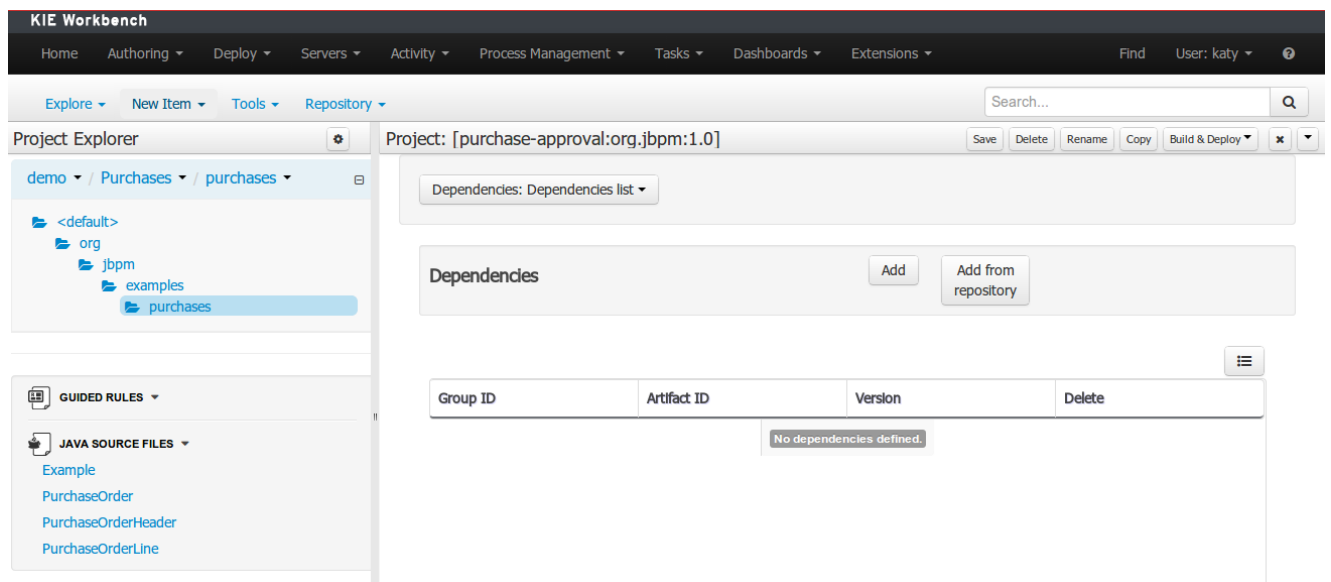 KIE Workbench
Home Authoring Deploy Servers Activity Process Management Tasks Dashboards Extensions Find User: katy
Explore New Item Tools Repository Search...
Project Explorer
Project: [purchase-approval:org.jbpm:1.0] Save Delete Rename Copy Build & Deploy
demo / Purchases / purchases
<default>
org
jbpm
examples
purchases
GUIDED RULES
JAVA SOURCE FILES
Example
PurchaseOrder
PurchaseOrderHeader
PurchaseOrderLine
Dependencies: Dependencies list
Dependencies Add Add from
repository
Group ID Artifact ID Version Delete
No dependencies defined.